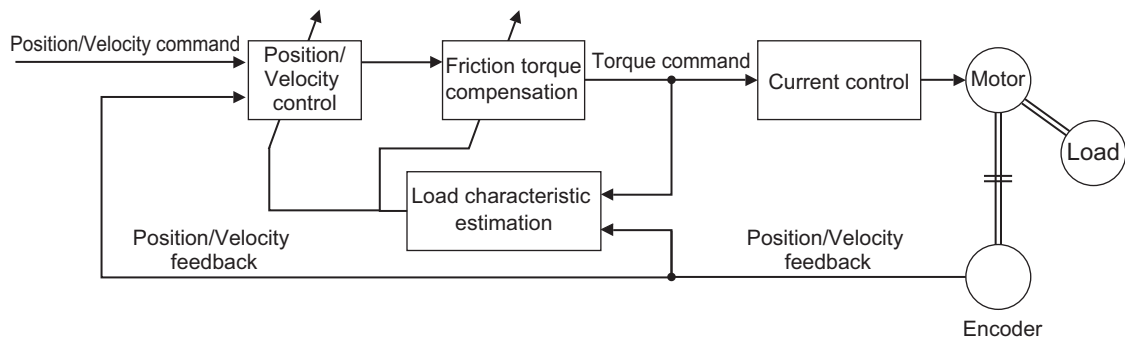 Position/Velocity command
Position/
Velocity
control
Friction torque
compensation
Torque command
Current control
Motor
Load
Load characteristic
estimation
Position/Velocity
feedback
Position/Velocity
feedback
Encoder